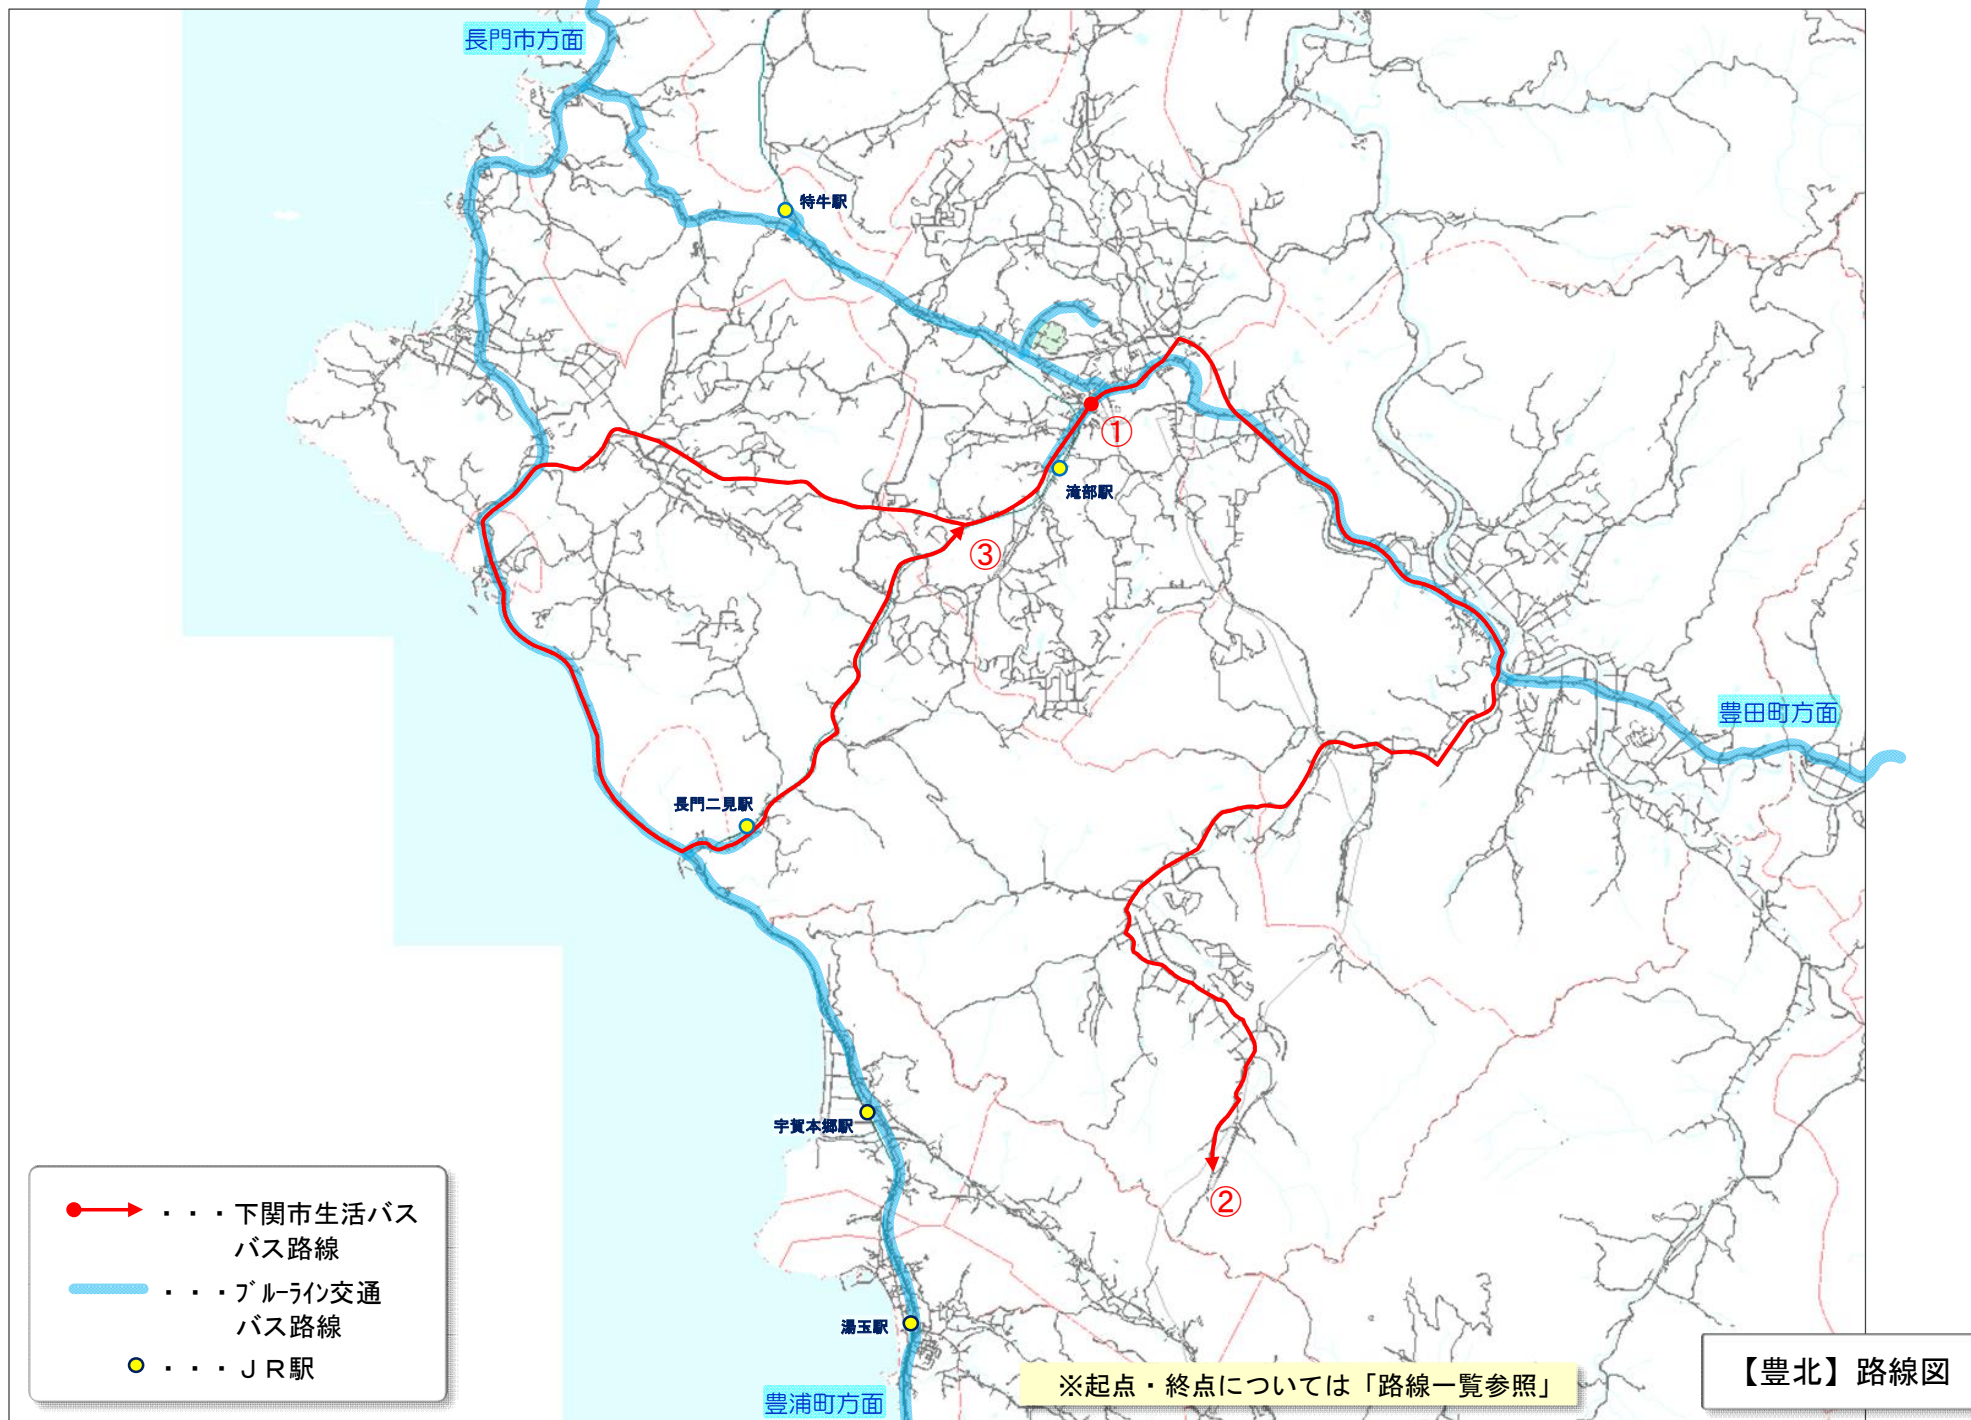 長門市方面
特牛駅
①
滝部駅
③
豊田町方面
長門二見駅
宇賀本郷駅
②
・・・下関市生活バス
バス路線
・・・ブルーライン交通
バス路線
・・・ＪＲ駅
湯玉駅
豊浦町方面
※起点・終点については「路線一覧参照」
【豊北】路線図